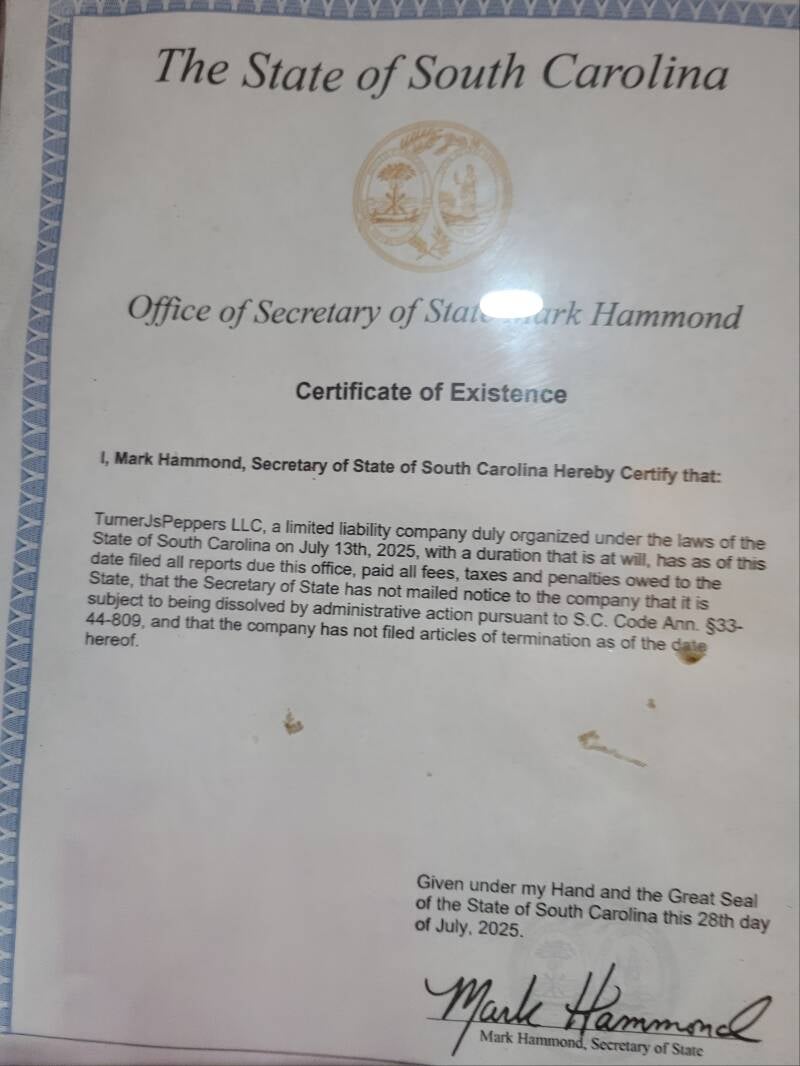 The State of South Carolina
Office of Secretary of State Mark Hammond
Certificate of Existence
I, Mark Hammond, Secretary of State of South Carolina Hereby Certify that:
TurnerJsPeppers LLC, a limited liability company duly organized under the laws of the
State of South Carolina on July 13th, 2025, with a duration that is at will, has as of this
date filed all reports due this office, paid all fees, taxes and penalties owed to the
State, that the Secretary of State has not mailed notice to the company that it is
subject to being dissolved by administrative action pursuant to S.C. Code Ann. §33-
44-809, and that the company has not filed articles of termination as of the date
hereof.
Given under my Hand and the Great Seal
of the State of South Carolina this 28th day
of July, 2025.
Mark Hammond
Mark Hammond, Secretary of State